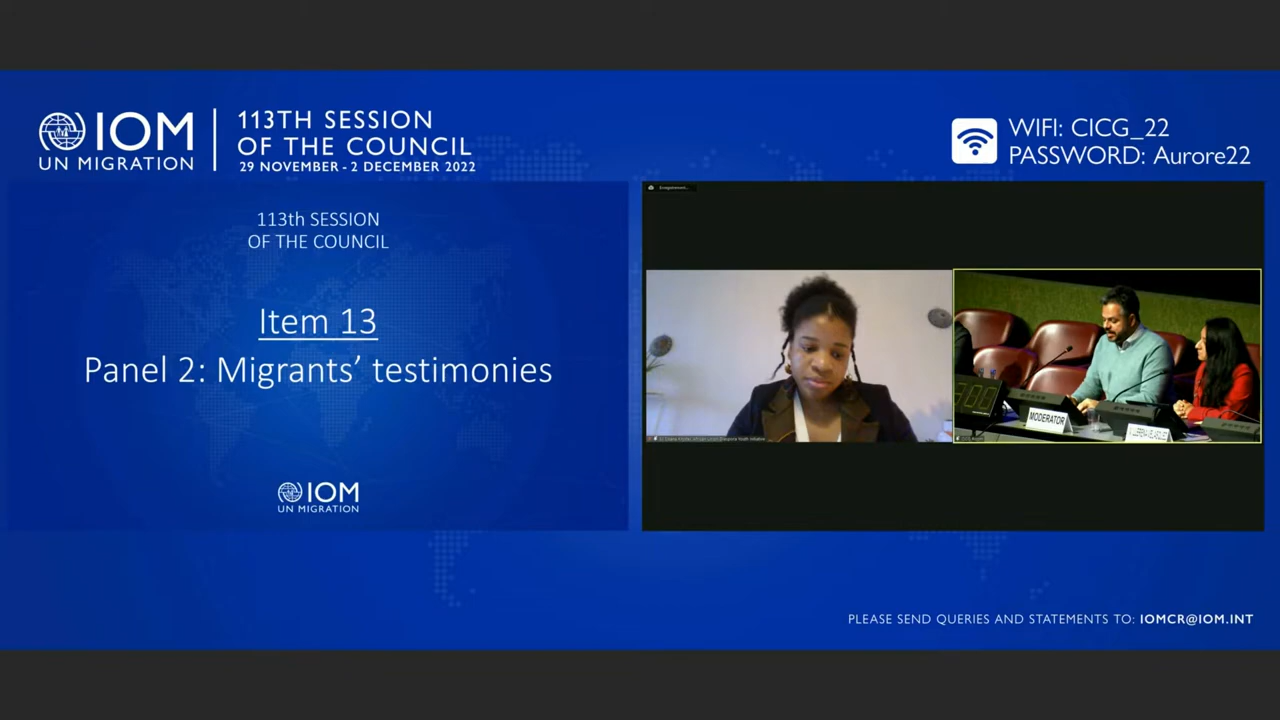 IOM
UN MIGRATION
113TH SESSION
OF THE COUNCIL
29 NOVEMBER - 2 DECEMBER 2022
WIFI: CICG_22
PASSWORD: Aurore22
113th SESSION
OF THE COUNCIL
Item 13
Panel 2: Migrants’ testimonies
IOM
UN MIGRATION
Enregistrement...
MODERATOR
PLEASE SEND QUERIES AND STATEMENTS TO: IOMCR@IOM.INT